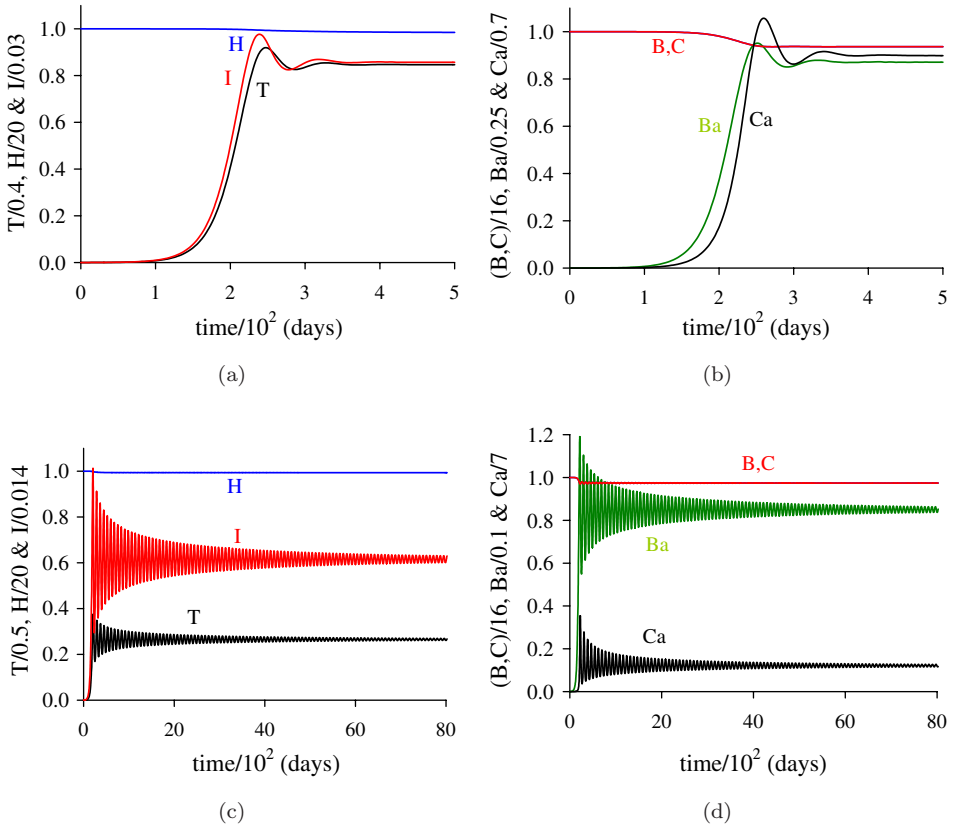 T/0.4, H/20 & I/0.03
1.0
0.8
0.6
0.4
0.2
0.0
H
I
T
0
1
2
3
4
5
time/10² (days)
(a)
(B,C)/16, Ba/0.25 & Ca/0.7
1.0
0.8
0.6
0.4
0.2
0.0
B,C
Ba
Ca
0
1
2
3
4
5
time/10² (days)
(b)
T/0.5, H/20 & I/0.014
1.0
0.8
0.6
0.4
0.2
0.0
H
I
T
0
20
40
60
80
time/10² (days)
(c)
(B,C)/16, Ba/0.1 & Ca/7
1.2
1.0
0.8
0.6
0.4
0.2
0.0
B,C
Ba
Ca
0
20
40
60
80
time/10² (days)
(d)